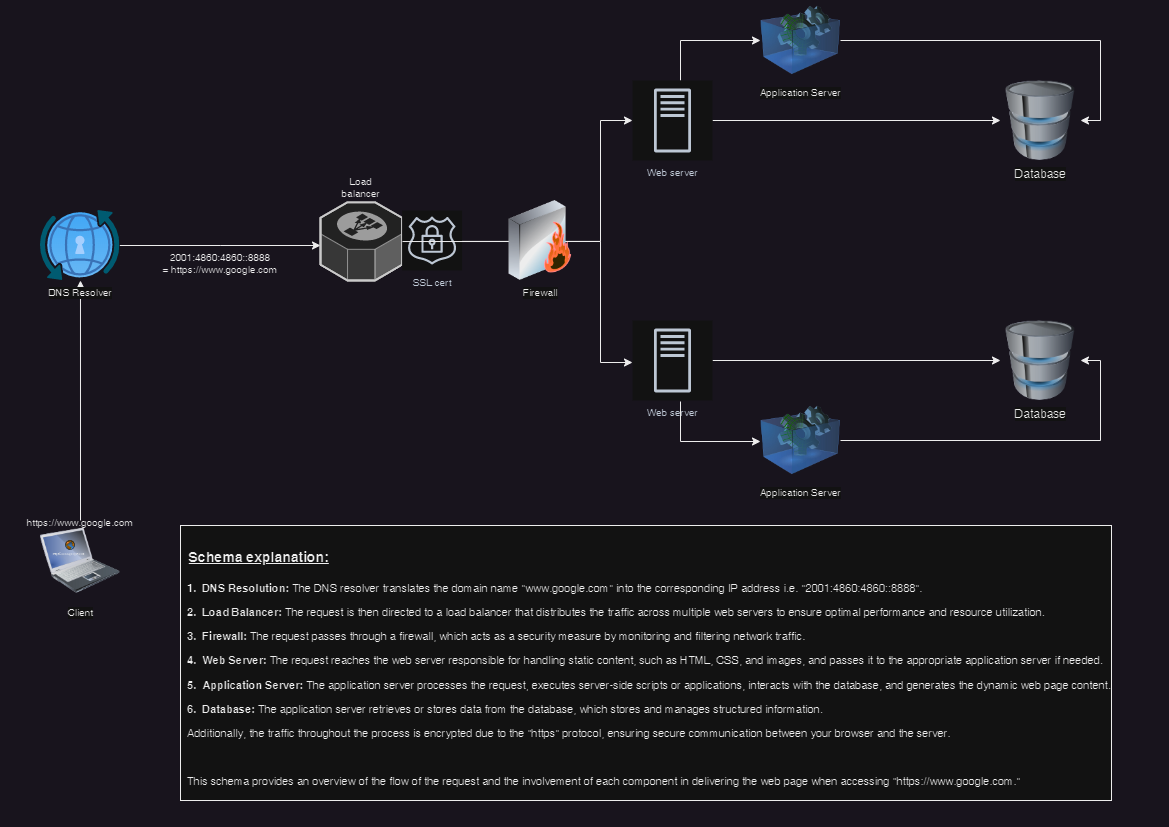 Application Server
Web server
Database
Load
balancer
2001:4860:4860::8888
= https://www.google.com
DNS Resolver
SSL cert
Firewall
Web server
Database
Application Server
https://www.google.com
Client
Schema explanation:
1. DNS Resolution: The DNS resolver translates the domain name "www.google.com" into the corresponding IP address i.e. "2001:4860:4860::8888".
2. Load Balancer: The request is then directed to a load balancer that distributes the traffic across multiple web servers to ensure optimal performance and resource utilization.
3. Firewall: The request passes through a firewall, which acts as a security measure by monitoring and filtering network traffic.
4. Web Server: The request reaches the web server responsible for handling static content, such as HTML, CSS, and images, and passes it to the appropriate application server if needed.
5. Application Server: The application server processes the request, executes server-side scripts or applications, interacts with the database, and generates the dynamic web page content.
6. Database: The application server retrieves or stores data from the database, which stores and manages structured information.
Additionally, the traffic throughout the process is encrypted due to the "https" protocol, ensuring secure communication between your browser and the server.
This schema provides an overview of the flow of the request and the involvement of each component in delivering the web page when accessing "https://www.google.com."